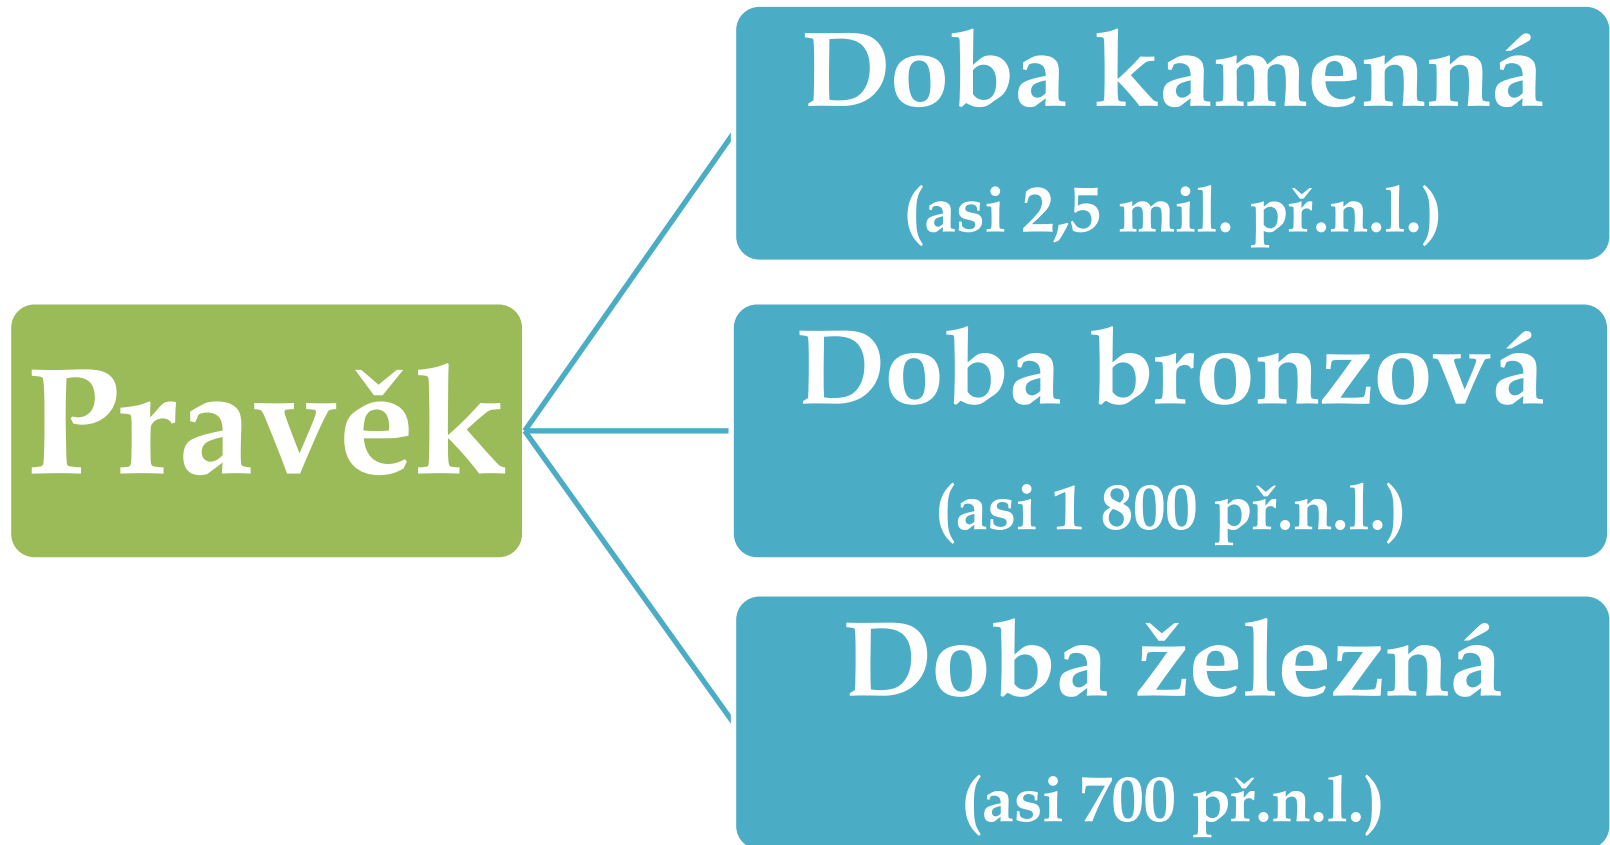 Pravěk
Doba kamenná
(asi 2,5 mil. př.n.l.)
Doba bronzová
(asi 1 800 př.n.l.)
Doba železná
(asi 700 př.n.l.)